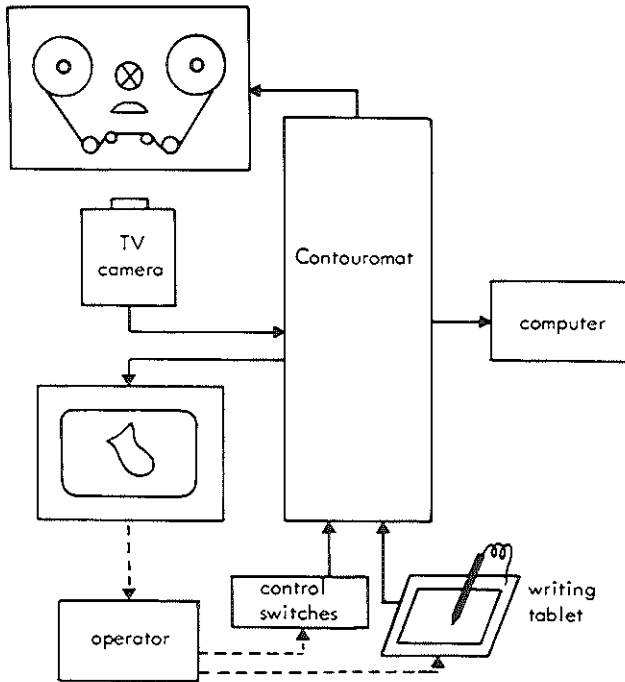 TV
camera
Contouromat
computer
control
switches
writing
tablet
operator